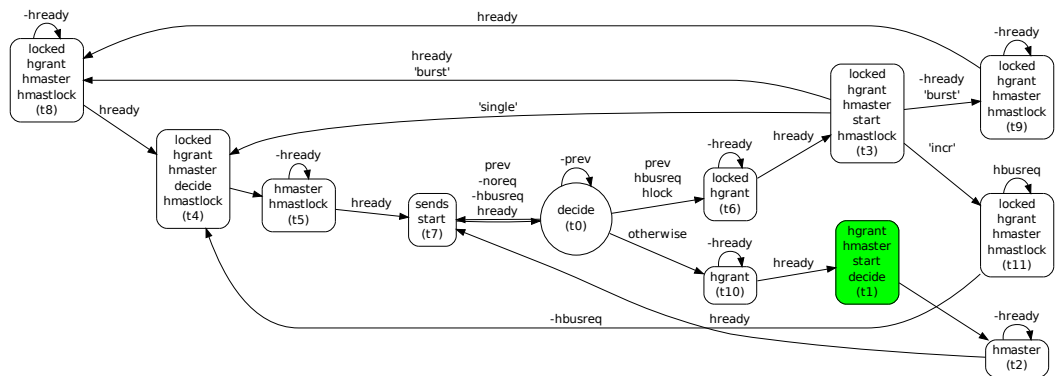 hready
-hready
locked
hgrant
hmaster
hmastlock
(t8)
hready
'burst'
-hready
locked
hgrant
hmaster
hmastlock
(t9)
locked
hgrant
hmaster
start
hmastlock
(t3)
-hready
'burst'
'single'
hready
locked
hgrant
hmaster
decide
hmastlock
(t4)
-hready
hmaster
hmastlock
(t5)
hready
sends
start
(t7)
prev
-noreq
-hbusreq
hready
-prev
decide
(t0)
prev
hbusreq
hlock
-hready
locked
hgrant
(t6)
hready
'incr'
hbusreq
locked
hgrant
hmaster
hmastlock
(t11)
otherwise
-hready
hgrant
(t10)
hready
hgrant
hmaster
start
decide
(t1)
-hbusreq
hready
-hready
hmaster
(t2)